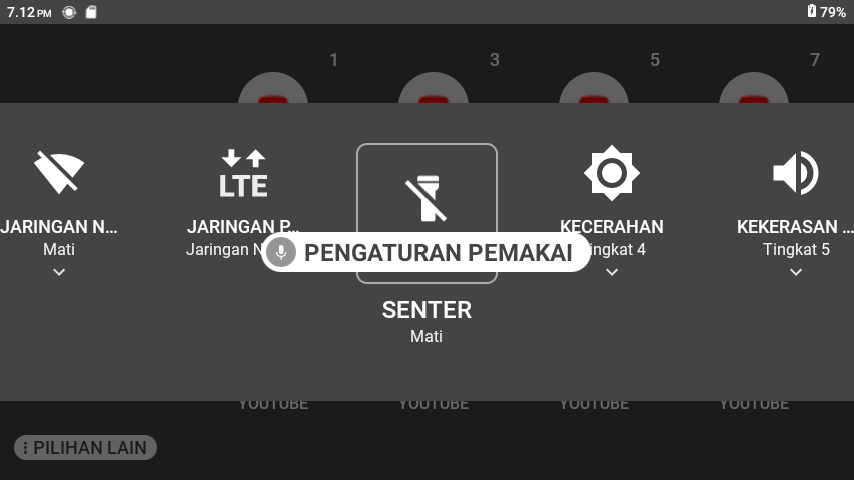 7.12 PM
79%
1 3 5 7
LTE
JARINGAN N... JARINGAN P... KECERAHAN KEKERASAN ...
Mati Jaringan N ingkat 4 Tingkat 5
PENGATURAN PEMAKAI
SENTER
Mati
YOUTUBE YOUTUBE YOUTUBE YOUTUBE
PILIHAN LAIN